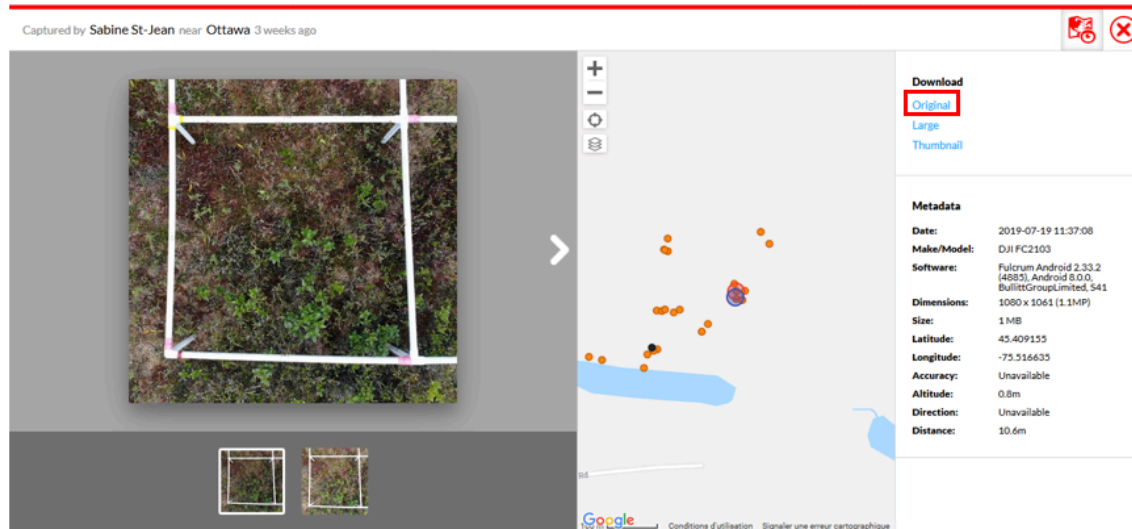 Captured by Sabine St-Jean near Ottawa 3 weeks ago
Download
Original
Large
Thumbnail
Metadata
Date: 2019-07-19 11:37:08
Make/Model: DJI FC2103
Software: Fulcrum Android 2.33.2
(4885), Android 8.0.0,
BullittGroupLimited, S41
Dimensions: 1080 x 1061 (1.1MP)
Size: 1 MB
Latitude: 45.409155
Longitude: -75.516635
Accuracy: Unavailable
Altitude: 0.8m
Direction: Unavailable
Distance: 10.6m
Google
Conditions d'utilisation
Signaler une erreur cartographique